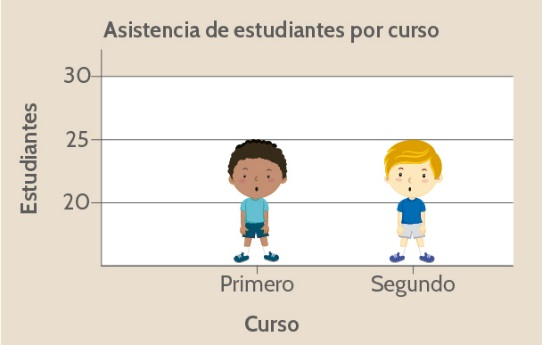 Asistencia de estudiantes por curso
30
25
20
Estudiantes
Primero
Segundo
Curso